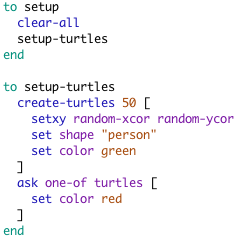 to setup
  clear-all
  setup-turtles
end

to setup-turtles
  create-turtles 50 [
    setxy random-xcor random-ycor
    set shape "person"
    set color green
  ]
  ask one-of turtles [
    set color red
  ]
end